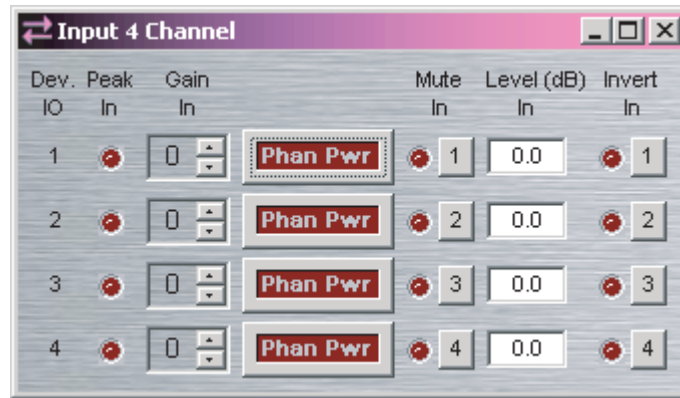 Input 4 Channel
Dev. Peak Gain Mute Level (dB) Invert
IO In In In In In
1 0 Phan Pwr 1 0.0 1
2 0 Phan Pwr 2 0.0 2
3 0 Phan Pwr 3 0.0 3
4 0 Phan Pwr 4 0.0 4